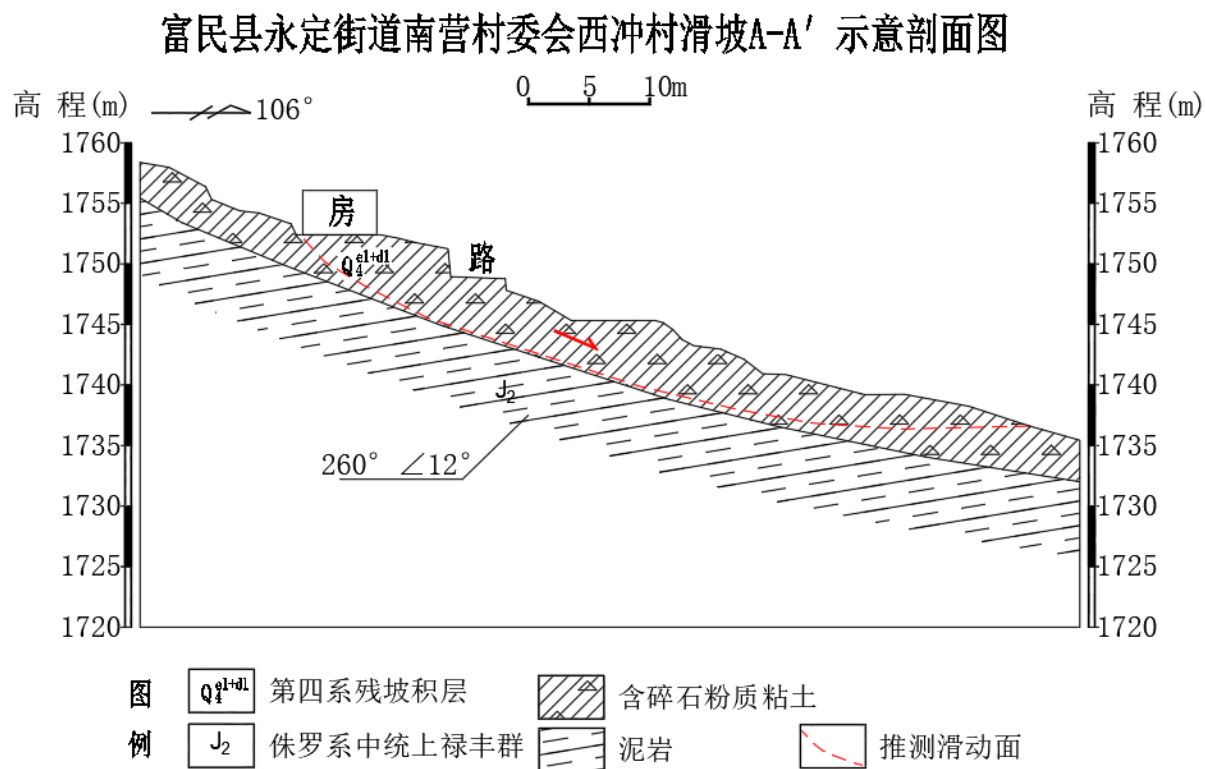 富民县永定街道南营村委会西冲村滑坡A-A′ 示意剖面图
0 5 10m
高 程(m) 106° 高 程(m)
1760 1760
1755 房 1755
1750 Q₄ᵉˡ⁺ᵈˡ 路 1750
1745 1745
1740 J₂ 1740
1735 1735
260° ∠12°
1730 1730
1725 1725
1720 1720
图 Q₄ᵉˡ⁺ᵈˡ 第四系残坡积层 含碎石粉质粘土
例 J₂ 侏罗系中统上禄丰群 泥岩 推测滑动面